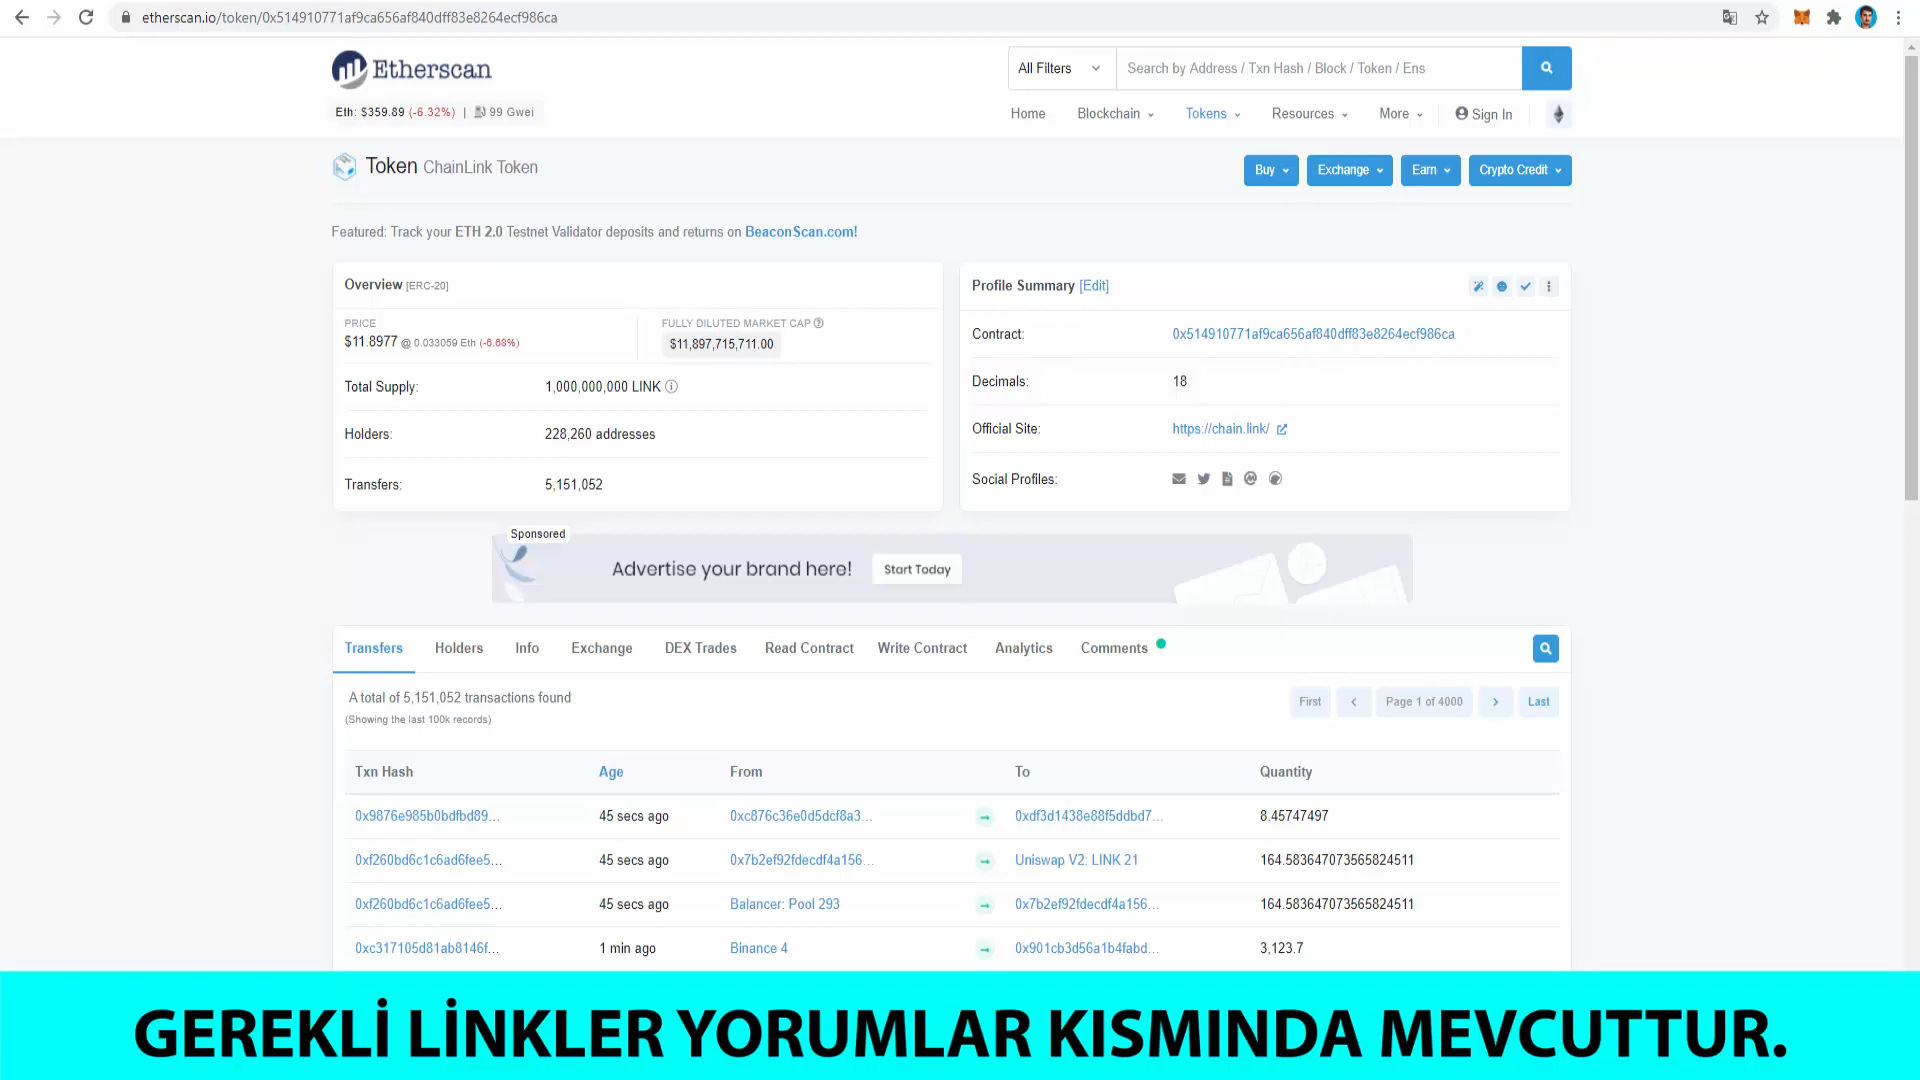 etherscan.io/token/0x514910771af9ca656af840dff83e8264ecf986ca
Etherscan
All Filters
Search by Address / Txn Hash / Block / Token / Ens
Eth: $359.89 (-6.32%) | 99 Gwei
Home Blockchain Tokens Resources More Sign In
Token ChainLink Token
Buy Exchange Earn Crypto Credit
Featured: Track your ETH 2.0 Testnet Validator deposits and returns on BeaconScan.com!
Overview [ERC-20]
PRICE
$11.8977 @ 0.033059 Eth (-6.68%)
FULLY DILUTED MARKET CAP
$11,897,715,711.00
Total Supply: 1,000,000,000 LINK
Holders: 228,260 addresses
Transfers: 5,151,052
Profile Summary [Edit]
Contract: 0x514910771af9ca656af840dff83e8264ecf986ca
Decimals: 18
Official Site: https://chain.link/
Social Profiles:
Sponsored
Advertise your brand here! Start Today
Transfers Holders Info Exchange DEX Trades Read Contract Write Contract Analytics Comments
A total of 5,151,052 transactions found
(Showing the last 100k records)
First Page 1 of 4000 Last
Txn Hash Age From To Quantity
0x9876e985b0bdfbd89... 45 secs ago 0xc876c36e0d5dcf8a3... 0xdf3d1438e88f5ddbd7... 8.45747497
0xf260bd6c1c6ad6fee5... 45 secs ago 0x7b2ef92fdecdf4a156... Uniswap V2: LINK 21 164.583647073565824511
0xf260bd6c1c6ad6fee5... 45 secs ago Balancer: Pool 293 0x7b2ef92fdecdf4a156... 164.583647073565824511
0xc317105d81ab8146f... 1 min ago Binance 4 0x901cb3d56a1b4fabd... 3,123.7
GEREKLİ LİNKLER YORUMLAR KISMINDA MEVCUTTUR.